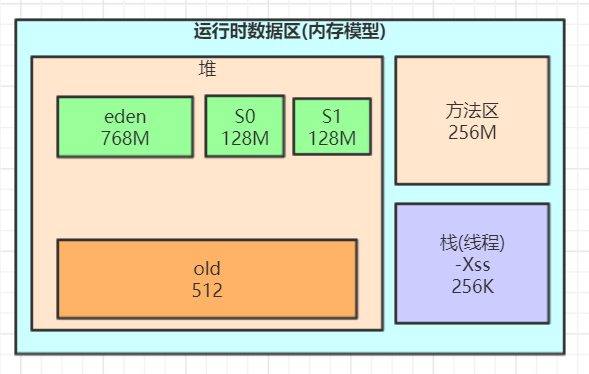 运行时数据区(内存模型)
堆
eden
768M
S0
128M
S1
128M
old
512
方法区
256M
栈(线程)
-Xss
256K